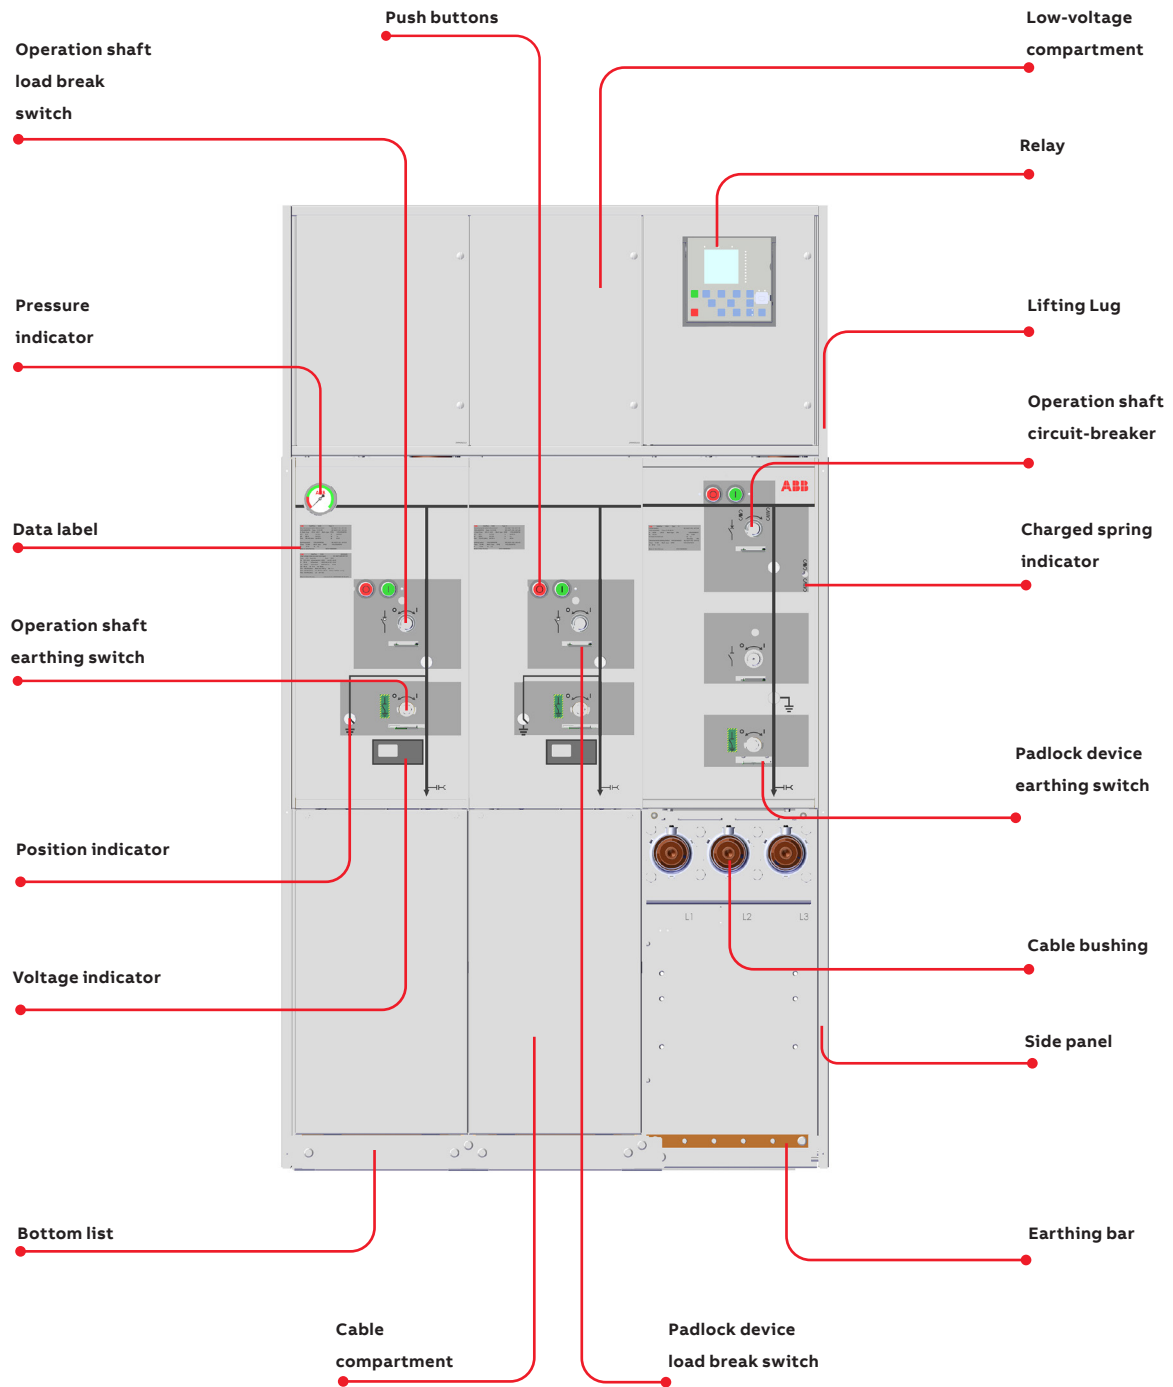 Push buttons
Low-voltage
compartment
Operation shaft
load break
switch
Relay
Pressure
indicator
Lifting Lug
Operation shaft
circuit-breaker
ABB
Data label
Charged spring
indicator
Operation shaft
earthing switch
Padlock device
earthing switch
Position indicator
L1 L2 L3
Cable bushing
Voltage indicator
Side panel
Bottom list
Earthing bar
Cable
compartment
Padlock device
load break switch